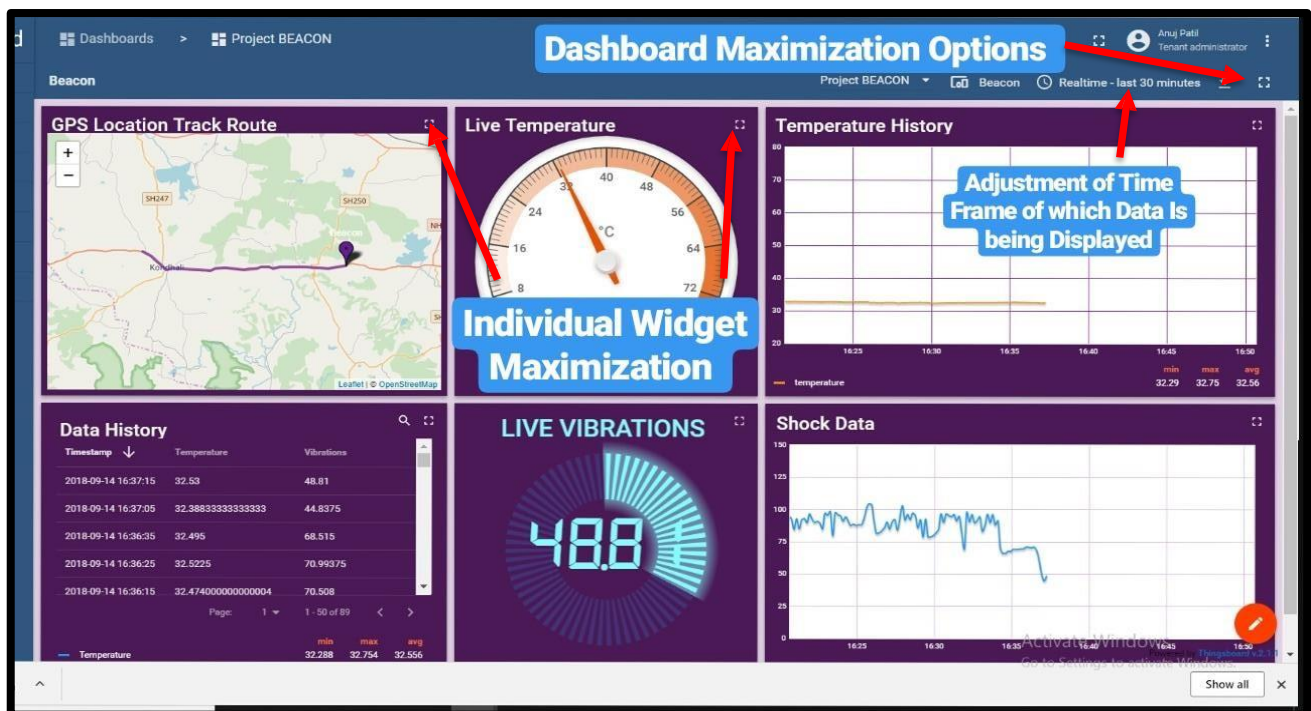 d
Dashboards > Project BEACON
Dashboard Maximization Options
Anuj Patil
Tenant administrator
Beacon
Project BEACON
Beacon
Realtime - last 30 minutes
GPS Location Track Route
+
−
SH247
SH250
NH
Beacon
Kondhali
Leaflet | © OpenStreetMap
Live Temperature
8
16
24
32
40
48
56
64
72
°C
Individual Widget
Maximization
Temperature History
80
70
60
50
40
30
20
16:25 16:30 16:35 16:40 16:45 16:50
Adjustment of Time
Frame of which Data Is
being Displayed
min max avg
temperature 32.29 32.75 32.56
Data History
Timestamp Temperature Vibrations
2018-09-14 16:37:15 32.53 48.81
2018-09-14 16:37:05 32.38833333333333 44.8375
2018-09-14 16:36:35 32.495 68.515
2018-09-14 16:36:25 32.5225 70.99375
2018-09-14 16:36:15 32.474000000000004 70.508
Page: 1 1 - 50 of 89 < >
min max avg
Temperature 32.288 32.754 32.556
LIVE VIBRATIONS
48.8
Shock Data
150
125
100
75
50
25
0
16:25 16:30 16:35 16:40 16:45 16:50
Activate Windows
Powered by Thingsboard v.2.1.0
Go to Settings to activate Windows.
Show all